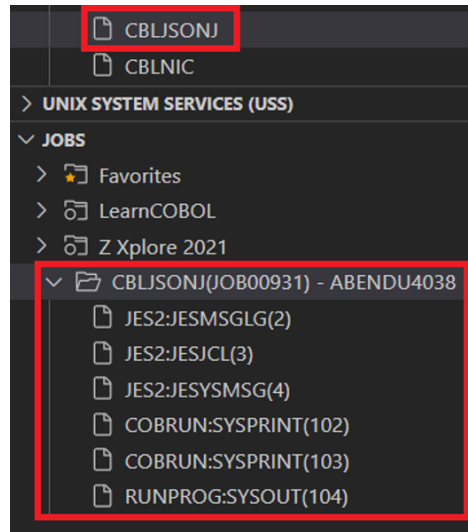 CBLJSONJ
CBLNIC
UNIX SYSTEM SERVICES (USS)
JOBS
Favorites
LearnCOBOL
Z Xplore 2021
CBLJSONJ(JOB00931) - ABENDU4038
JES2:JESMSGLG(2)
JES2:JESJCL(3)
JES2:JESYSMSG(4)
COBRUN:SYSPRINT(102)
COBRUN:SYSPRINT(103)
RUNPROG:SYSOUT(104)